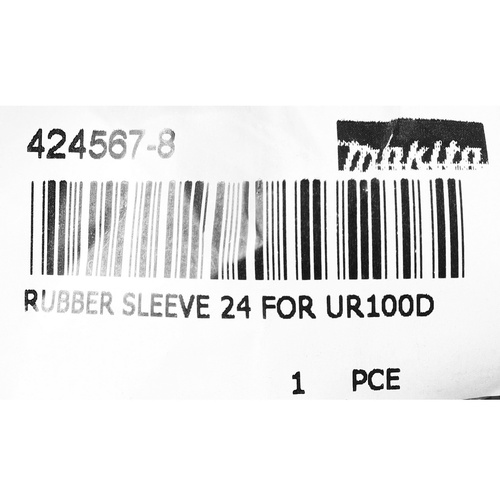 424567-8
makita
RUBBER SLEEVE 24 FOR UR100D
1 PCE